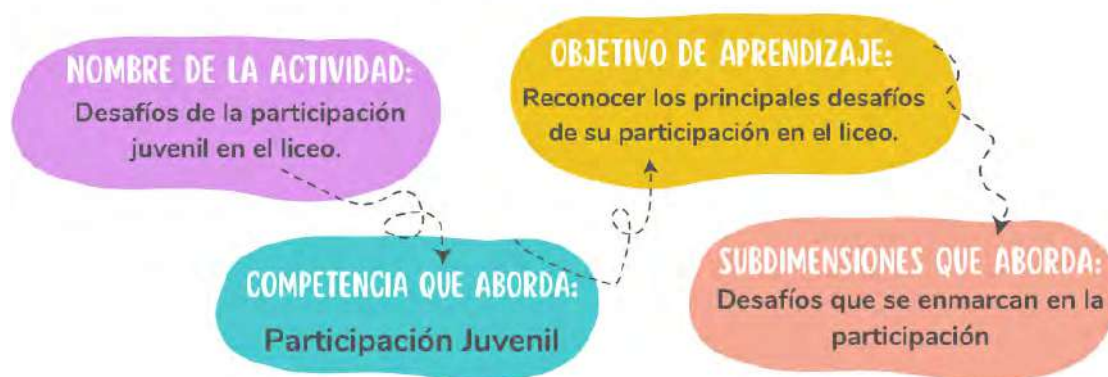 NOMBRE DE LA ACTIVIDAD:
Desafíos de la participación
juvenil en el liceo.
COMPETENCIA QUE ABORDA:
Participación Juvenil
OBJETIVO DE APRENDIZAJE:
Reconocer los principales desafíos
de su participación en el liceo.
SUBDIMENSIONES QUE ABORDA:
Desafíos que se enmarcan en la
participación